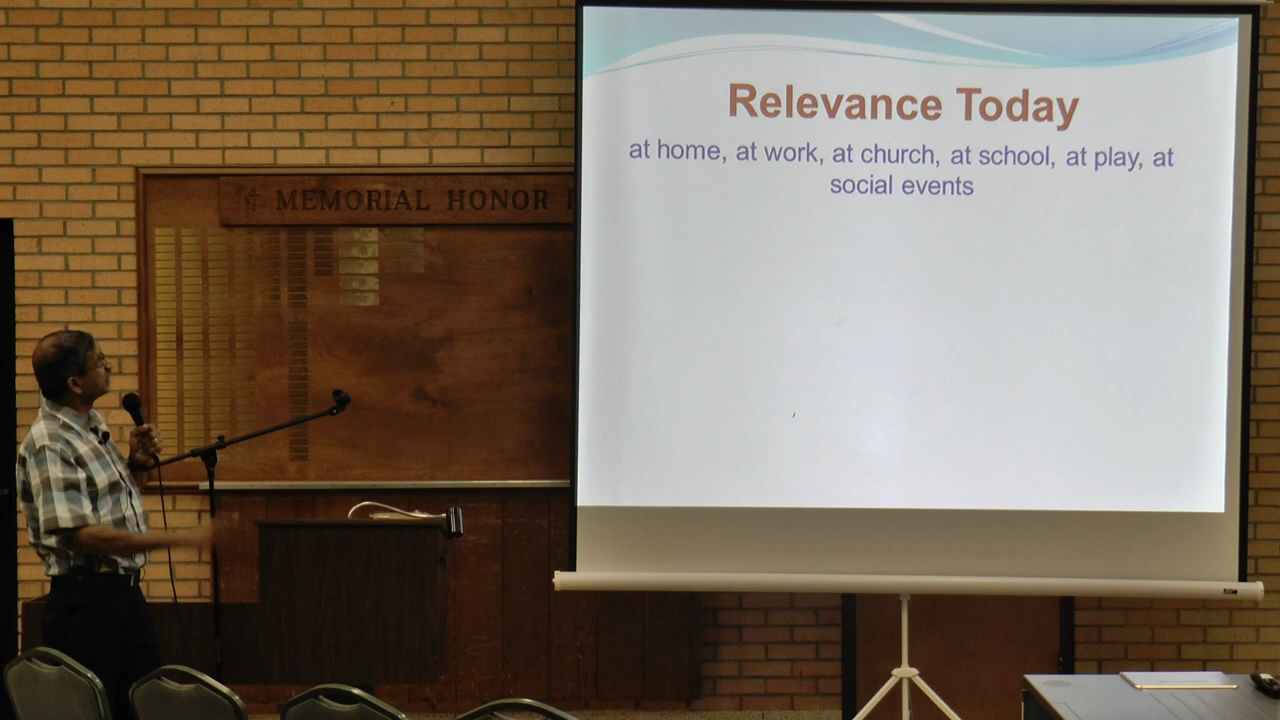 Relevance Today
at home, at work, at church, at school, at play, at
social events
MEMORIAL HONOR